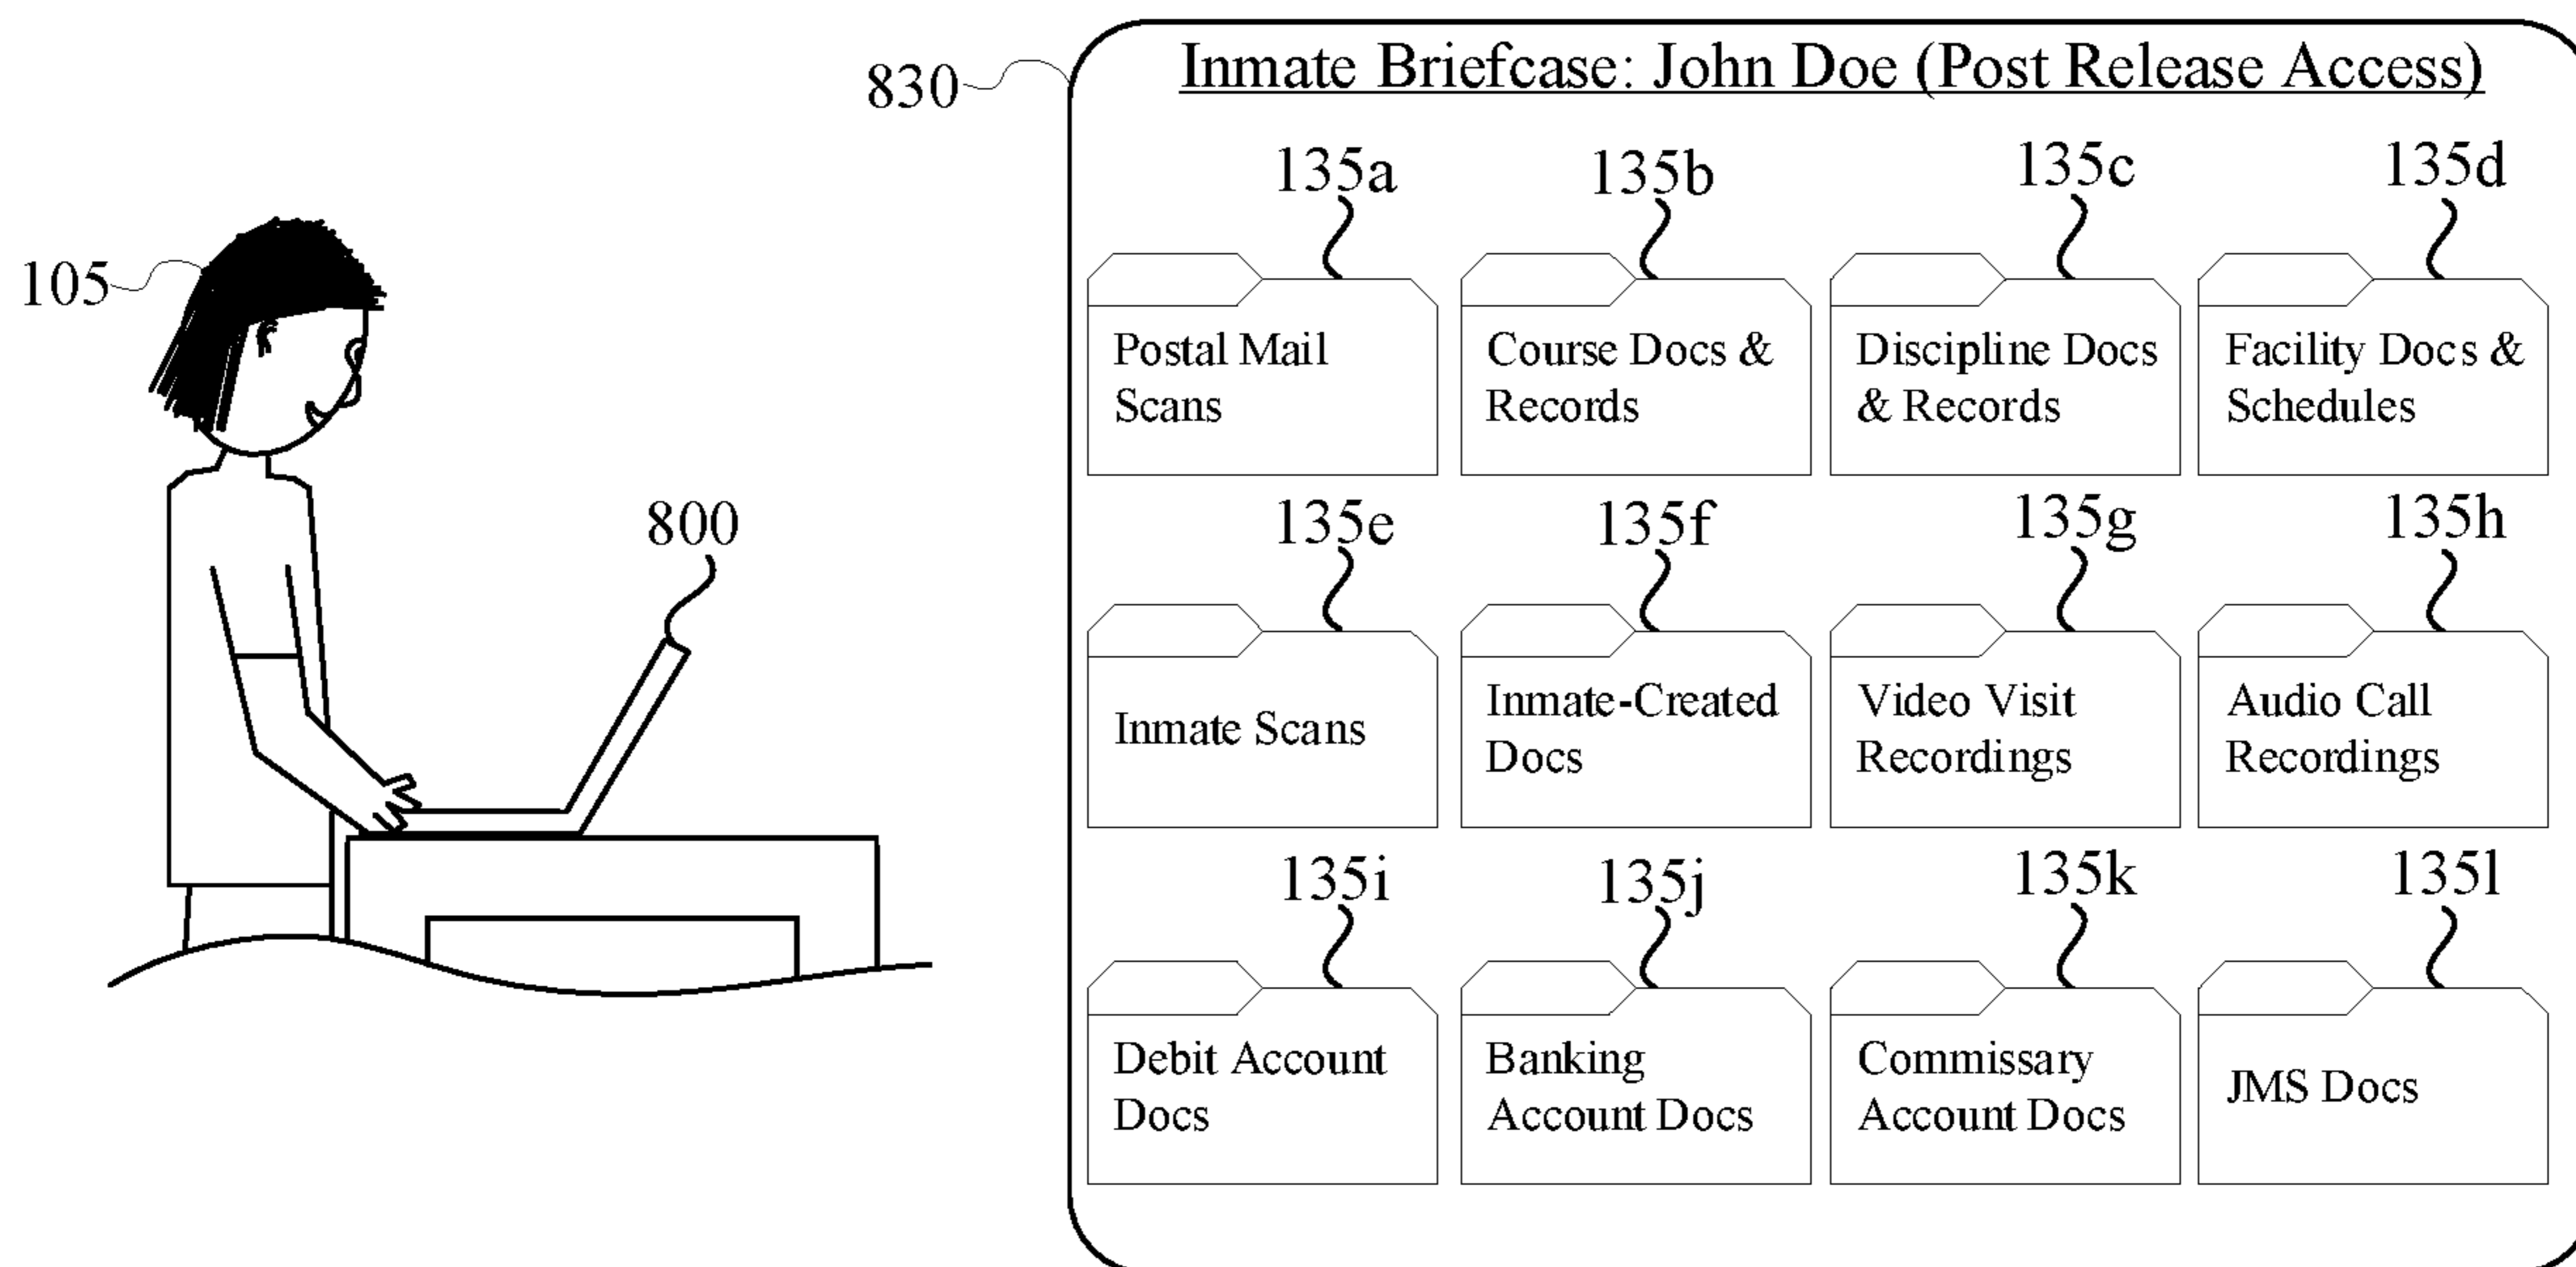 Inmate Briefcase: John Doe (Post Release Access)
830
135a
135b
135c
135d
105
Postal Mail
Scans
Course Docs &
Records
Discipline Docs
& Records
Facility Docs &
Schedules
800
135e
135f
135g
135h
Inmate Scans
Inmate-Created
Docs
Video Visit
Recordings
Audio Call
Recordings
135i
135j
135k
135l
Debit Account
Docs
Banking
Account Docs
Commissary
Account Docs
JMS Docs